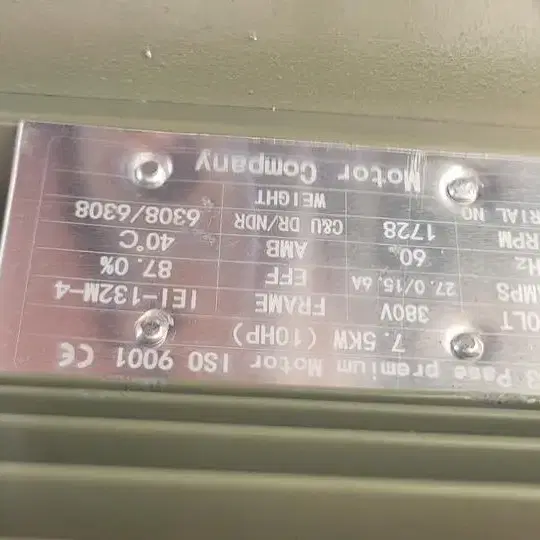 3 Pase premium Motor ISO 9001 CE
7.5KW (10HP)
OLT 380V FRAME IE1-132M-4
MPS 27.0/15.6A EFF 87.0%
Hz 60 AMB 40°C
RPM 1728 C&U DR/NDR 6308/6308
RIAL NO WEIGHT
Motor Company